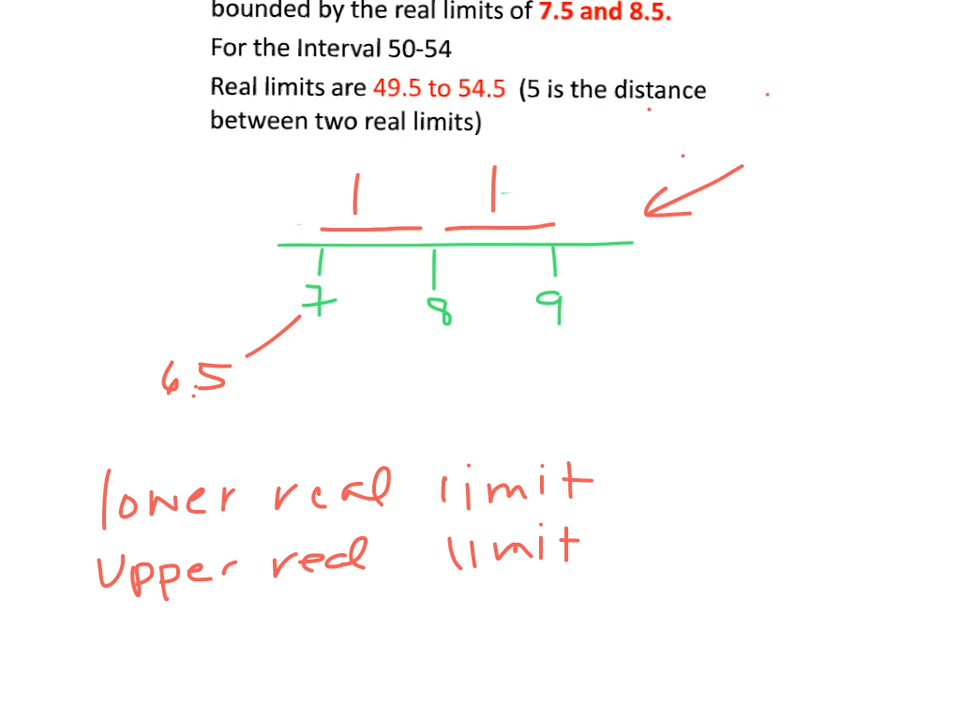 bounded by the real limits of 7.5 and 8.5.
For the Interval 50-54
Real limits are 49.5 to 54.5 (5 is the distance
between two real limits)
1 1
7 8 9
6.5
lower real limit
Upper real limit